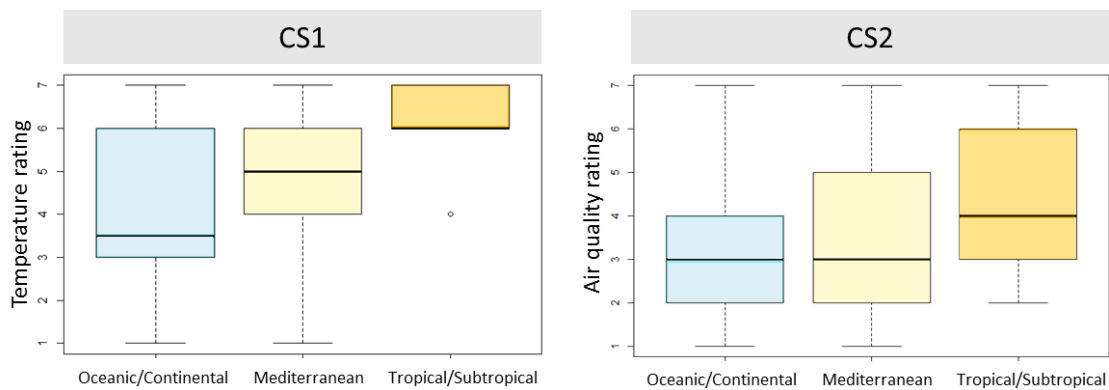 CS1
Temperature rating
7
6
5
4
3
2
1
Oceanic/Continental
Mediterranean
Tropical/Subtropical
CS2
Air quality rating
7
6
5
4
3
2
1
Oceanic/Continental
Mediterranean
Tropical/Subtropical